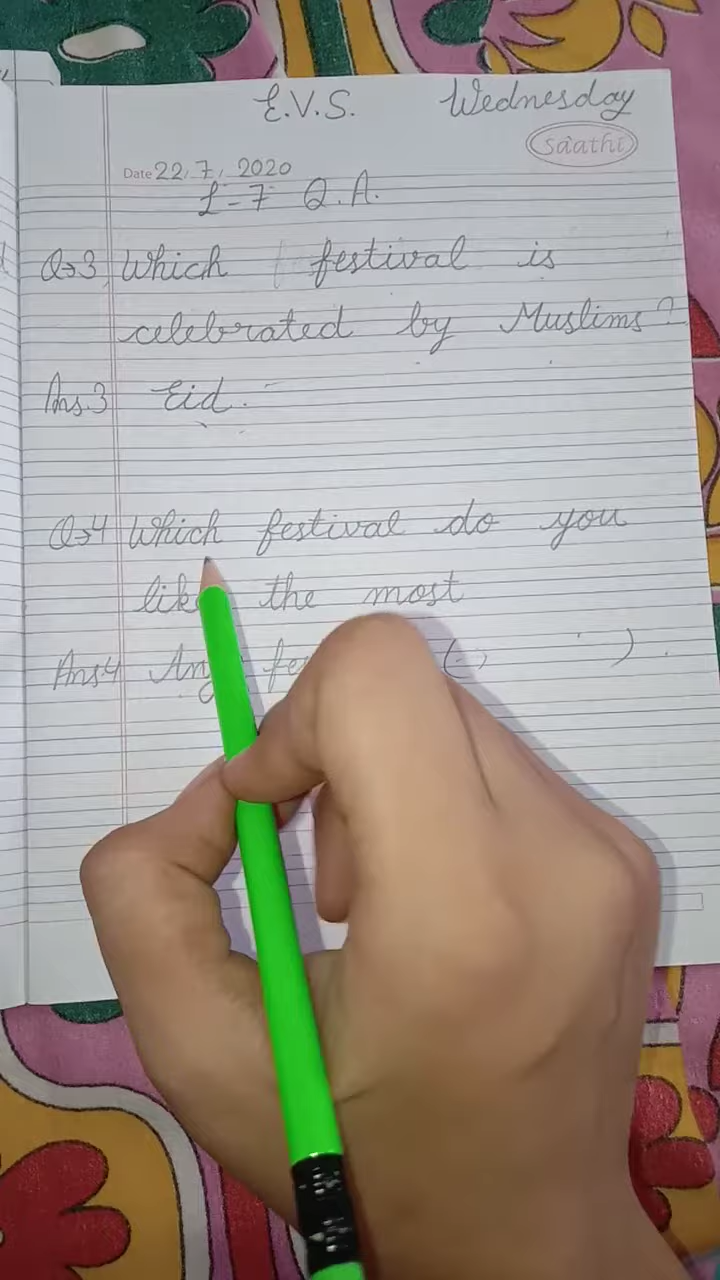 E.V.S. Wednesday
saathi
Date 22/7/2020
L-7 Q.A.
Q→3 Which festival is
celebrated by Muslims?
Ans.3 Eid.
Q→4 Which festival do you
like the most
Ans4 Any ( ).